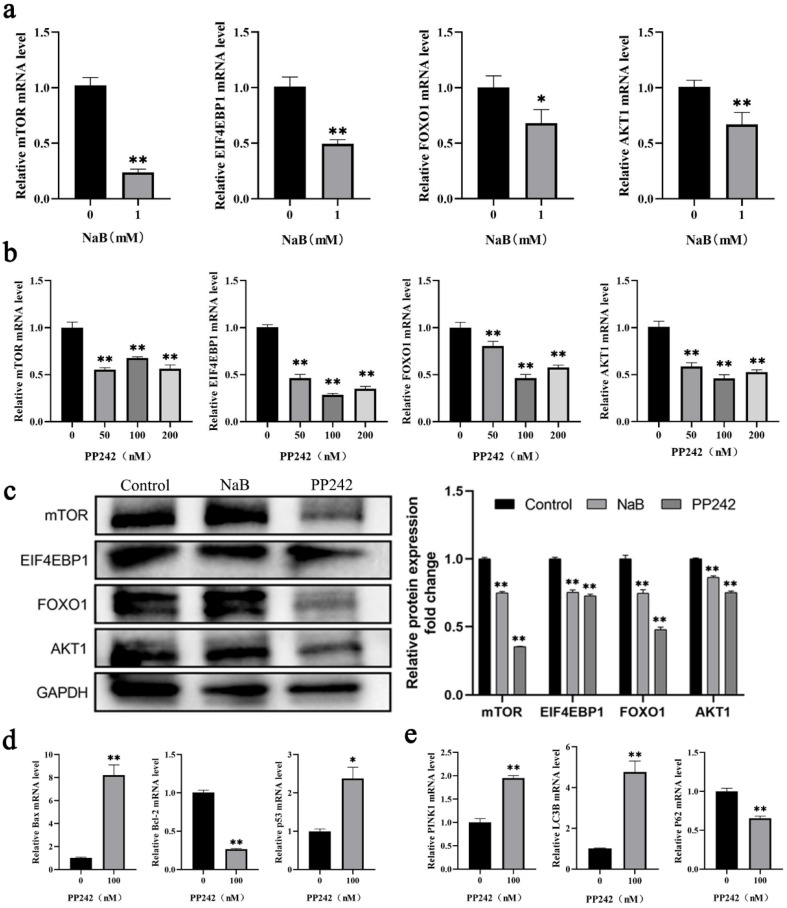 a
Relative mTOR mRNA level
1.5
1.0
0.5
0.0
**
0
1
NaB(mM)
Relative EIF4EBP1 mRNA level
1.5
1.0
0.5
0.0
**
0
1
NaB(mM)
Relative FOXO1 mRNA level
1.5
1.0
0.5
0.0
*
0
1
NaB(mM)
Relative AKT1 mRNA level
1.5
1.0
0.5
0.0
**
0
1
NaB(mM)
b
Relative mTOR mRNA level
1.5
1.0
0.5
0.0
** ** **
0 50 100 200
PP242 (nM)
Relative EIF4EBP1 mRNA level
1.5
1.0
0.5
0.0
** ** **
0 50 100 200
PP242 (nM)
Relative FOXO1 mRNA level
1.5
1.0
0.5
0.0
** ** **
0 50 100 200
PP242 (nM)
Relative AKT1 mRNA level
1.5
1.0
0.5
0.0
** ** **
0 50 100 200
PP242 (nM)
c
Control NaB PP242
mTOR
EIF4EBP1
FOXO1
AKT1
GAPDH
Relative protein expression
fold change
1.5
1.0
0.5
0.0
Control NaB PP242
** ** ** ** ** ** ** **
mTOR EIF4EBP1 FOXO1 AKT1
d
Relative Bax mRNA level
10
8
6
4
2
0
**
0 100
PP242 (nM)
Relative Bcl-2 mRNA level
1.5
1.0
0.5
0.0
**
0 100
PP242 (nM)
Relative p53 mRNA level
3
2
1
0
*
0 100
PP242 (nM)
e
Relative PINK1 mRNA level
2.5
2.0
1.5
1.0
0.5
0.0
**
0 100
PP242 (nM)
Relative LC3B mRNA level
6
4
2
0
**
0 100
PP242 (nM)
Relative P62 mRNA level
1.5
1.0
0.5
0.0
**
0 100
PP242 (nM)